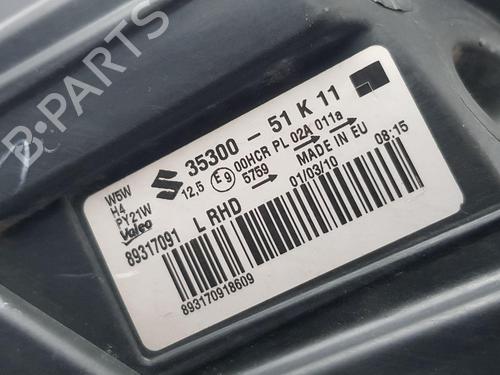 B-PARTS
35300 - 51 K 11
W5W
H4
PY21W
Valeo
12,5 E9 00HCR PL 02A 011a
5759 MADE IN EU
89317091
L RHD
01/03/10 08:15
893170918609